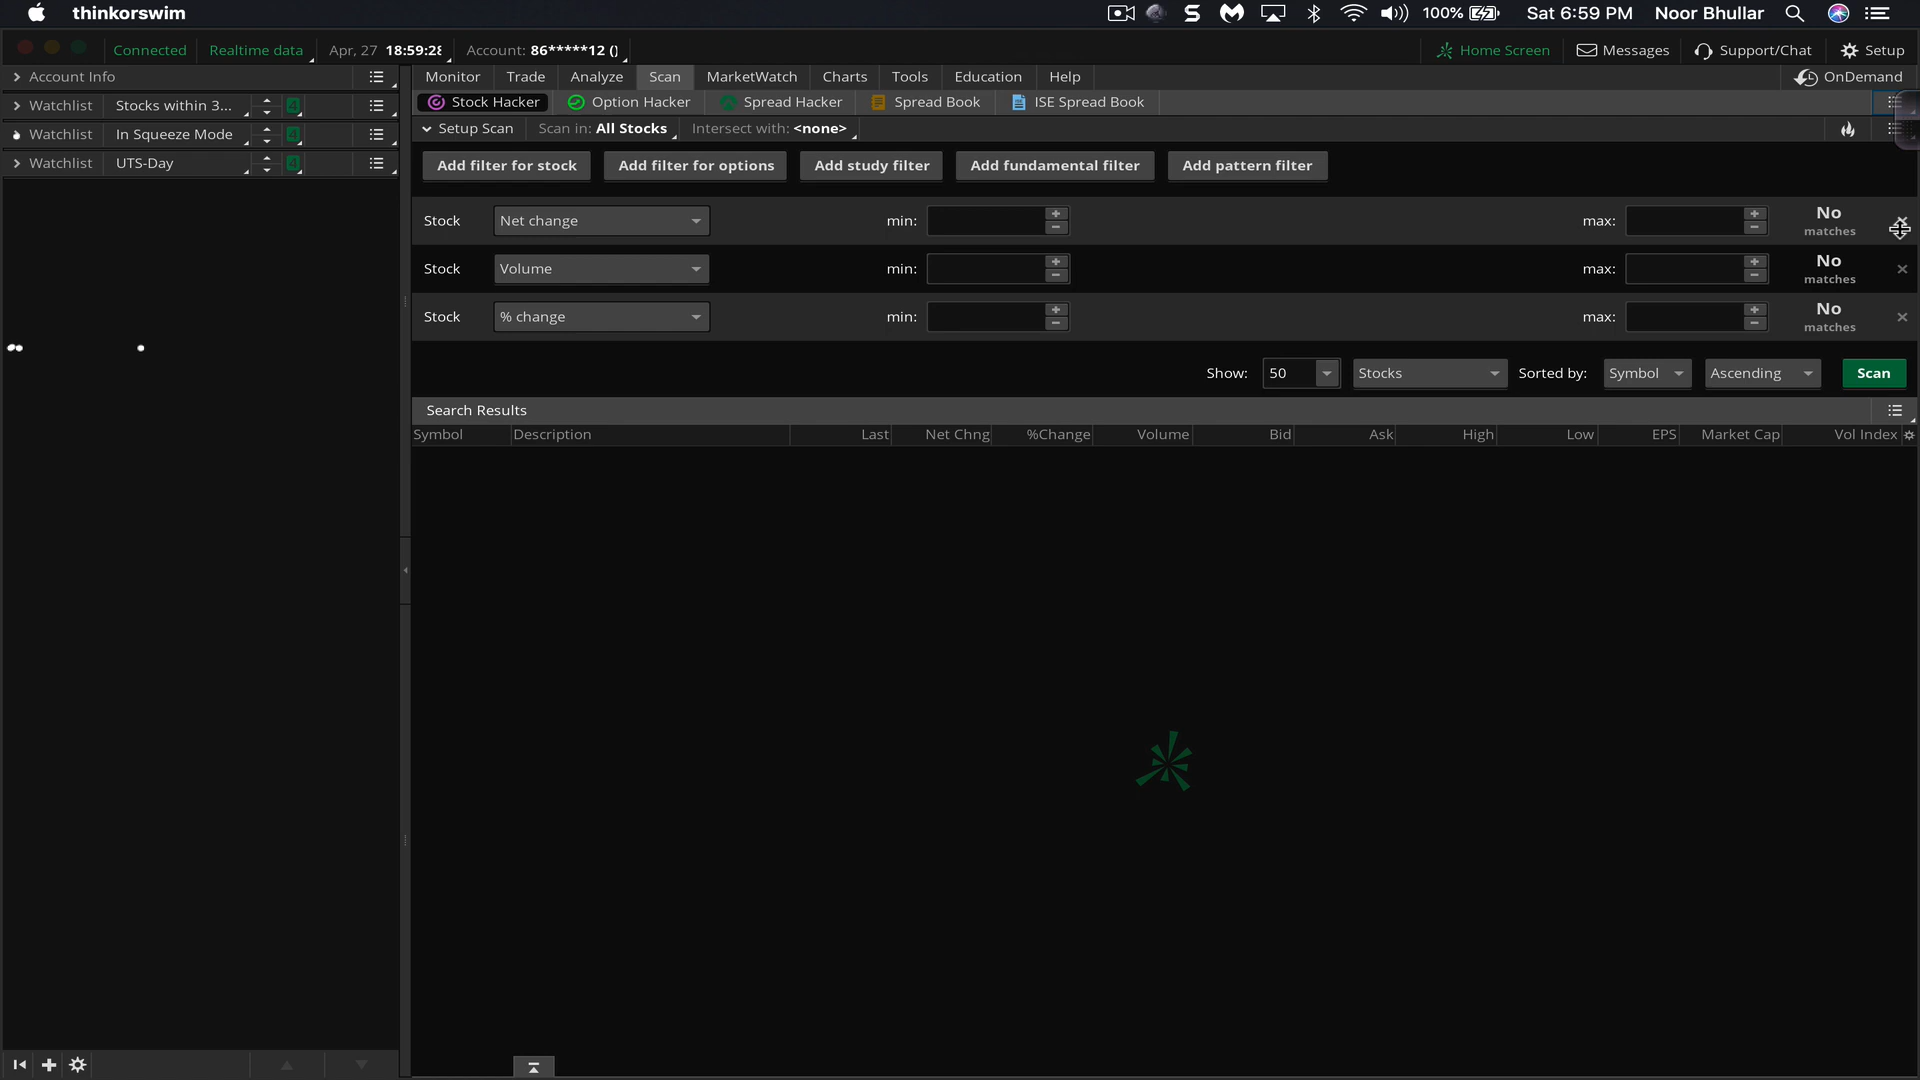 thinkorswim 100% Sat 6:59 PM Noor Bhullar
Connected Realtime data Apr, 27 18:59:28 Account: 86*****12 () Home Screen Messages Support/Chat Setup
Account Info Monitor Trade Analyze Scan MarketWatch Charts Tools Education Help OnDemand
Watchlist Stocks within 3... 4 Stock Hacker Option Hacker Spread Hacker Spread Book ISE Spread Book
Watchlist In Squeeze Mode 4 Setup Scan Scan in: All Stocks Intersect with: <none>
Watchlist UTS-Day 4 Add filter for stock Add filter for options Add study filter Add fundamental filter Add pattern filter
Stock Net change min: max: No matches
Stock Volume min: max: No matches
Stock % change min: max: No matches
Show: 50 Stocks Sorted by: Symbol Ascending Scan
Search Results
Symbol Description Last Net Chng %Change Volume Bid Ask High Low EPS Market Cap Vol Index